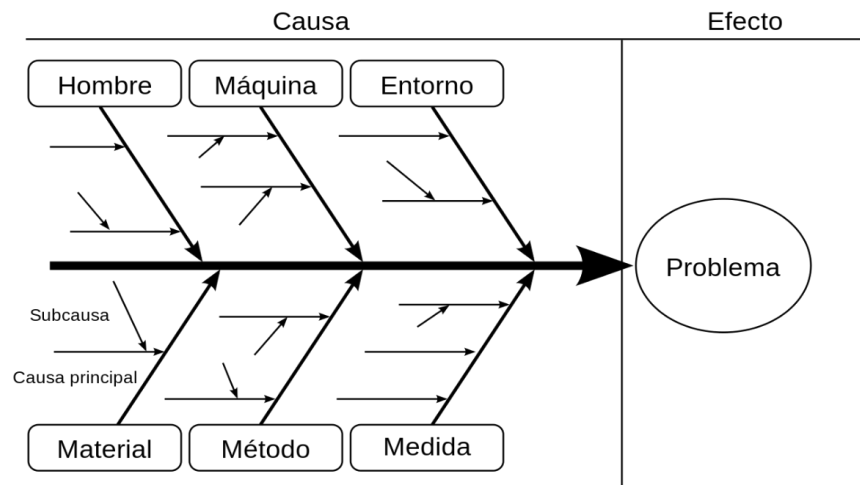 Causa
Efecto
Hombre
Máquina
Entorno
Problema
Subcausa
Causa principal
Material
Método
Medida